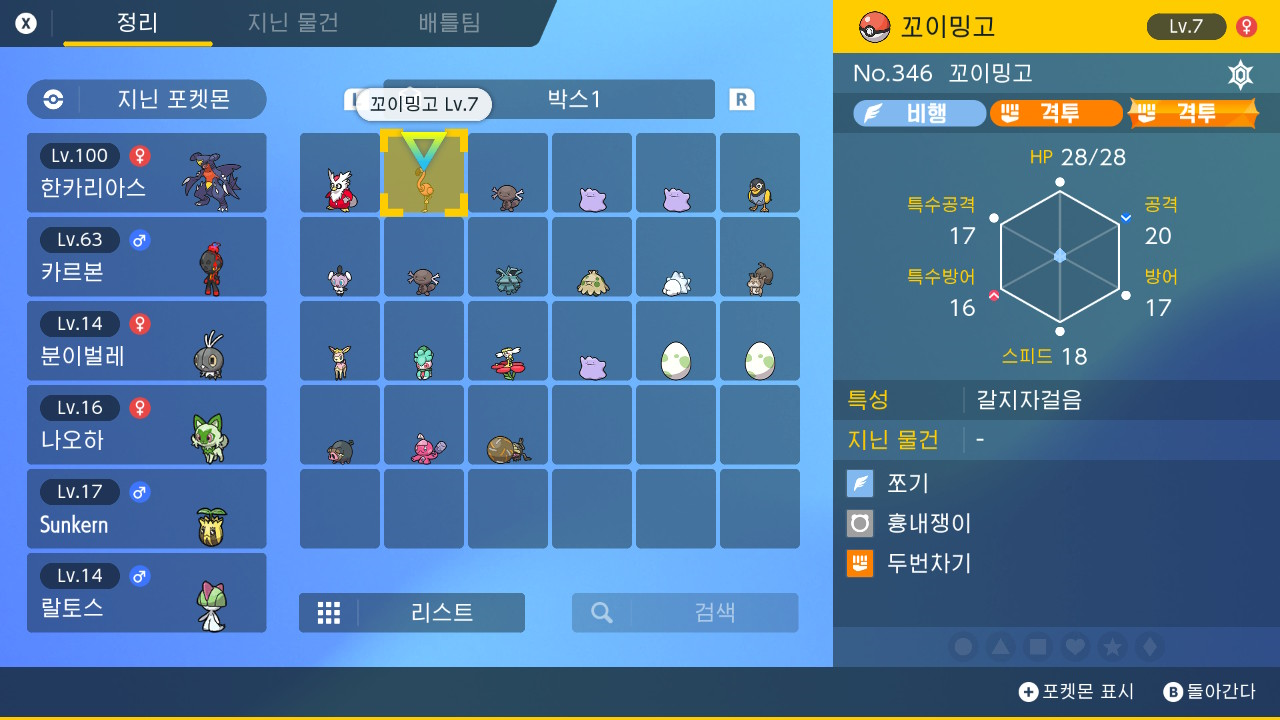 X 정리 지닌 물건 배틀팀
꼬이밍고 Lv.7 ♀
지닌 포켓몬
꼬이밍고 Lv.7
박스1 R
No.346 꼬이밍고
비행 격투 격투
Lv.100 ♀
한카리아스
Lv.63 ♂
카르본
Lv.14 ♀
분이벌레
Lv.16 ♀
나오하
Lv.17 ♂
Sunkern
Lv.14 ♂
랄토스
HP 28/28
특수공격
17
공격
20
특수방어
16
방어
17
스피드 18
특성 갈지자걸음
지닌 물건 -
쪼기
흉내쟁이
두번차기
리스트 검색
+ 포켓몬 표시 B 돌아간다